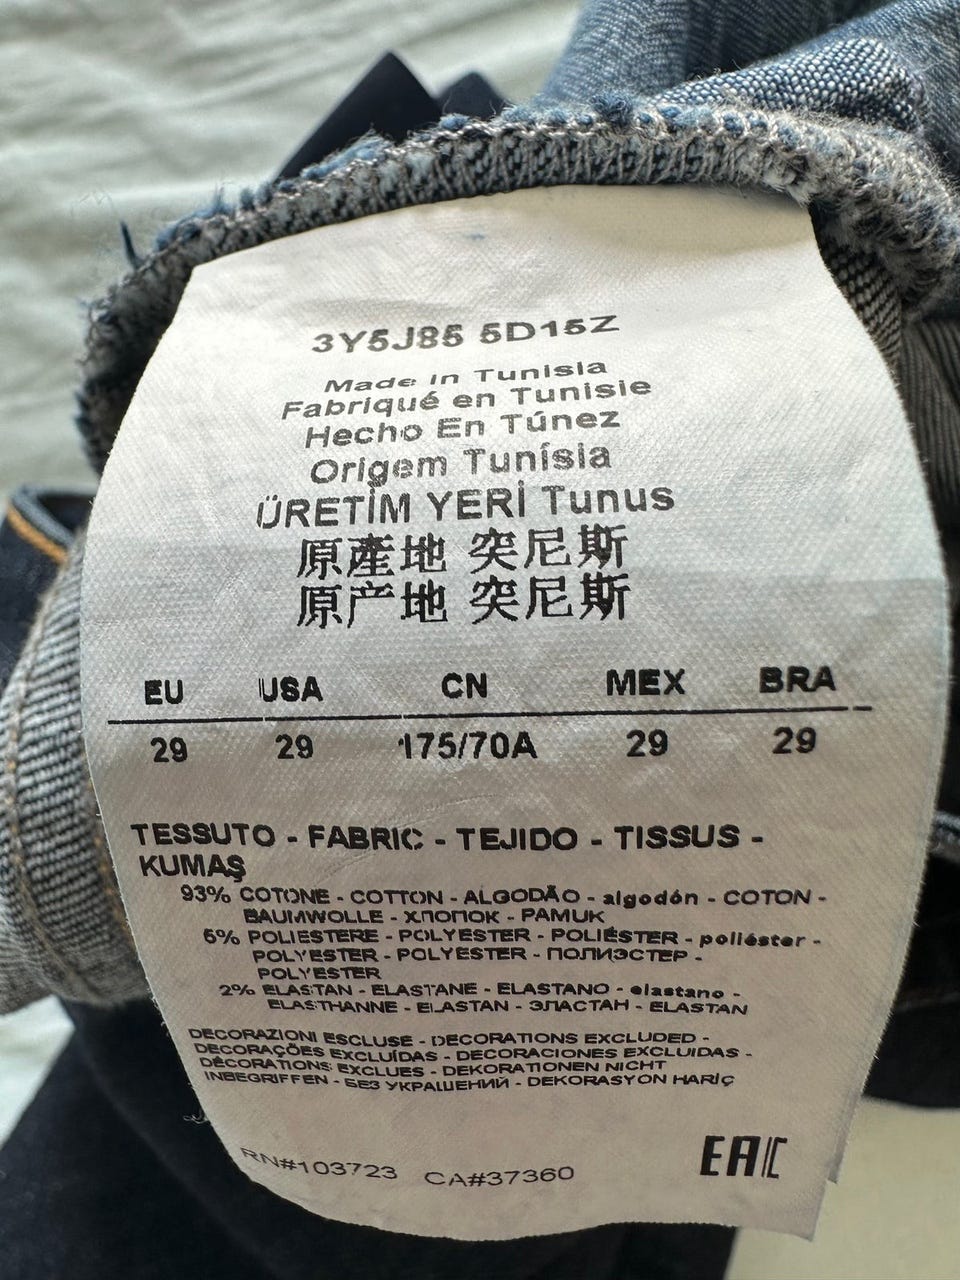 3Y5J85 5D15Z
Made in Tunisia
Fabriqué en Tunisie
Hecho En Túnez
Origem Tunísia
ÜRETİM YERİ Tunus
原產地 突尼斯
原产地 突尼斯
EU USA CN MEX BRA
29 29 175/70A 29 29
TESSUTO - FABRIC - TEJIDO - TISSUS -
KUMAŞ
93% COTONE - COTTON - ALGODÃO - algodón - COTON -
BAUMWOLLE - ХЛОПОК - PAMUK
5% POLIESTERE - POLYESTER - POLIÉSTER - poliéster -
POLYESTER - POLYESTER - ПОЛИЭСТЕР -
POLYESTER
2% ELASTAN - ELASTANE - ELASTANO - elastano -
ELASTHANNE - ELASTAN - ЭЛАСТАН - ELASTAN
DECORAZIONI ESCLUSE - DECORATIONS EXCLUDED -
DECORAÇÕES EXCLUÍDAS - DECORACIONES EXCLUIDAS -
DÉCORATIONS EXCLUES - DEKORATIONEN NICHT
INBEGRIFFEN - БЕЗ УКРАШЕНИЙ - DEKORASYON HARİÇ
RN#103723 CA#37360
EAC